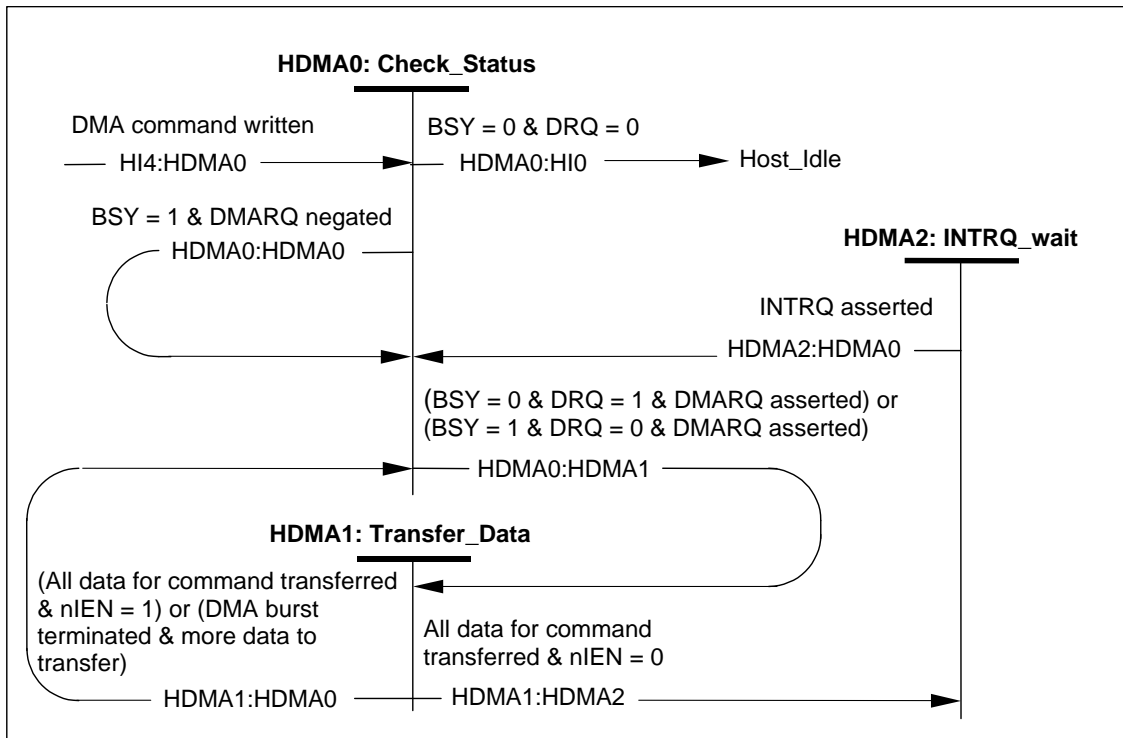 HDMA0: Check_Status
DMA command written
BSY = 0 & DRQ = 0
HI4:HDMA0
HDMA0:HI0
Host_Idle
BSY = 1 & DMARQ negated
HDMA0:HDMA0
HDMA2: INTRQ_wait
INTRQ asserted
HDMA2:HDMA0
(BSY = 0 & DRQ = 1 & DMARQ asserted) or
(BSY = 1 & DRQ = 0 & DMARQ asserted)
HDMA0:HDMA1
HDMA1: Transfer_Data
(All data for command transferred
& nIEN = 1) or (DMA burst
terminated & more data to
transfer)
All data for command
transferred & nIEN = 0
HDMA1:HDMA0
HDMA1:HDMA2